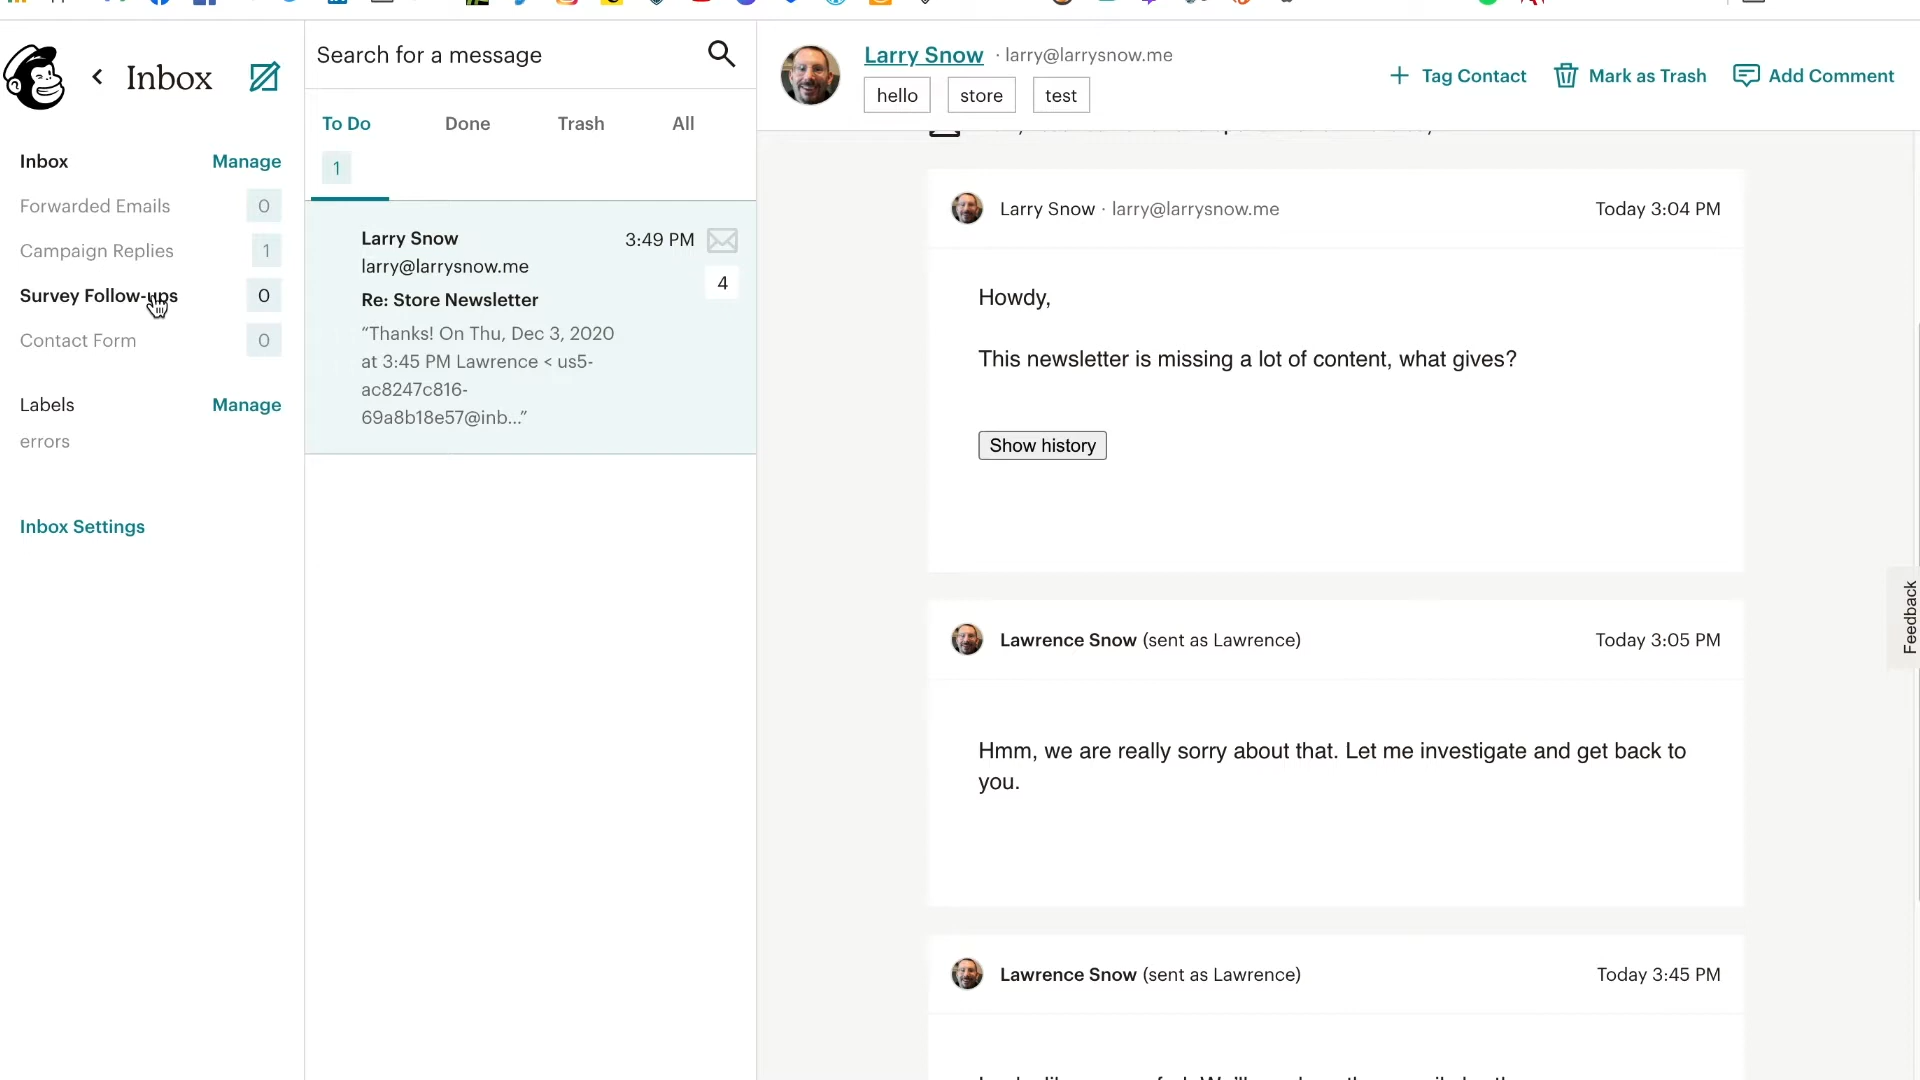 Inbox
Inbox Manage
Forwarded Emails 0
Campaign Replies 1
Survey Follow-ups 0
Contact Form 0
Labels Manage
errors
Inbox Settings
Search for a message
To Do Done Trash All
1
Larry Snow 3:49 PM
larry@larrysnow.me
4
Re: Store Newsletter
“Thanks! On Thu, Dec 3, 2020
at 3:45 PM Lawrence < us5-
ac8247c816-
69a8b18e57@inb...”
Larry Snow · larry@larrysnow.me
hello store test
+ Tag Contact Mark as Trash Add Comment
Larry Snow · larry@larrysnow.me Today 3:04 PM
Howdy,
This newsletter is missing a lot of content, what gives?
Show history
Lawrence Snow (sent as Lawrence) Today 3:05 PM
Hmm, we are really sorry about that. Let me investigate and get back to
you.
Lawrence Snow (sent as Lawrence) Today 3:45 PM
Feedback